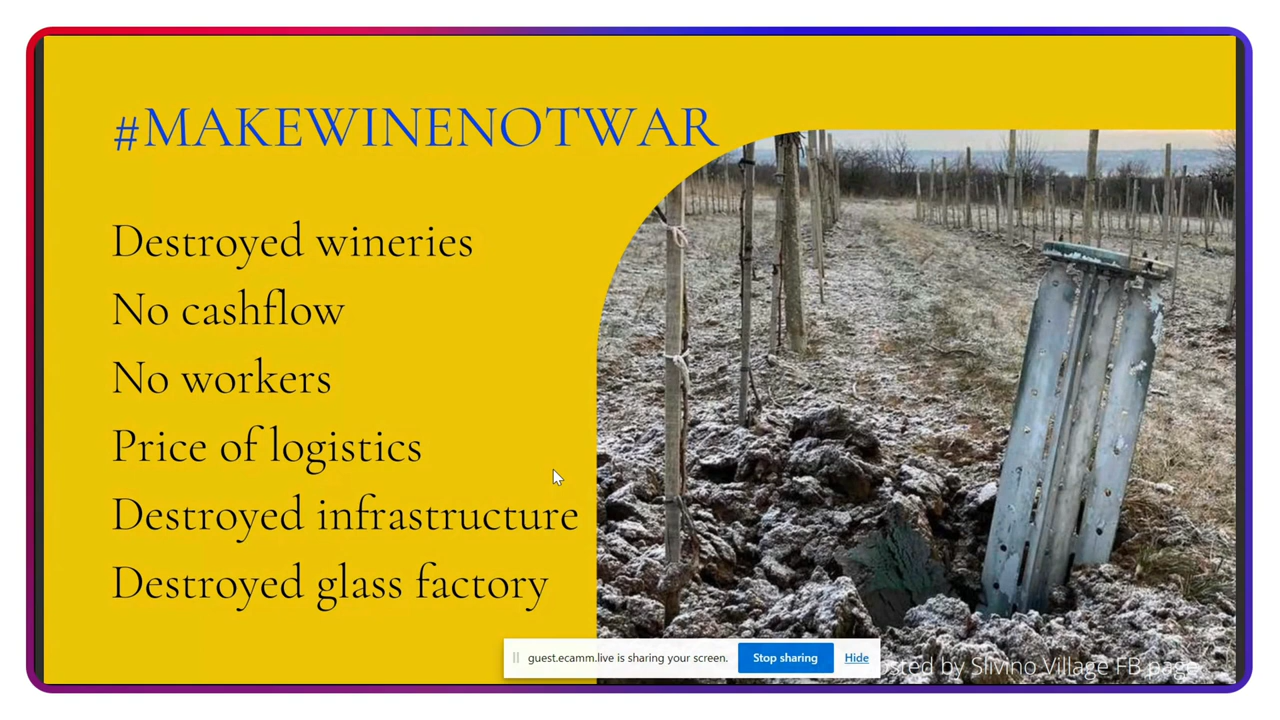 #MAKEWINENOTWAR
Destroyed wineries
No cashflow
No workers
Price of logistics
Destroyed infrastructure
Destroyed glass factory
guest.ecamm.live is sharing your screen.
Stop sharing
Hide
by Slivino Village FB page